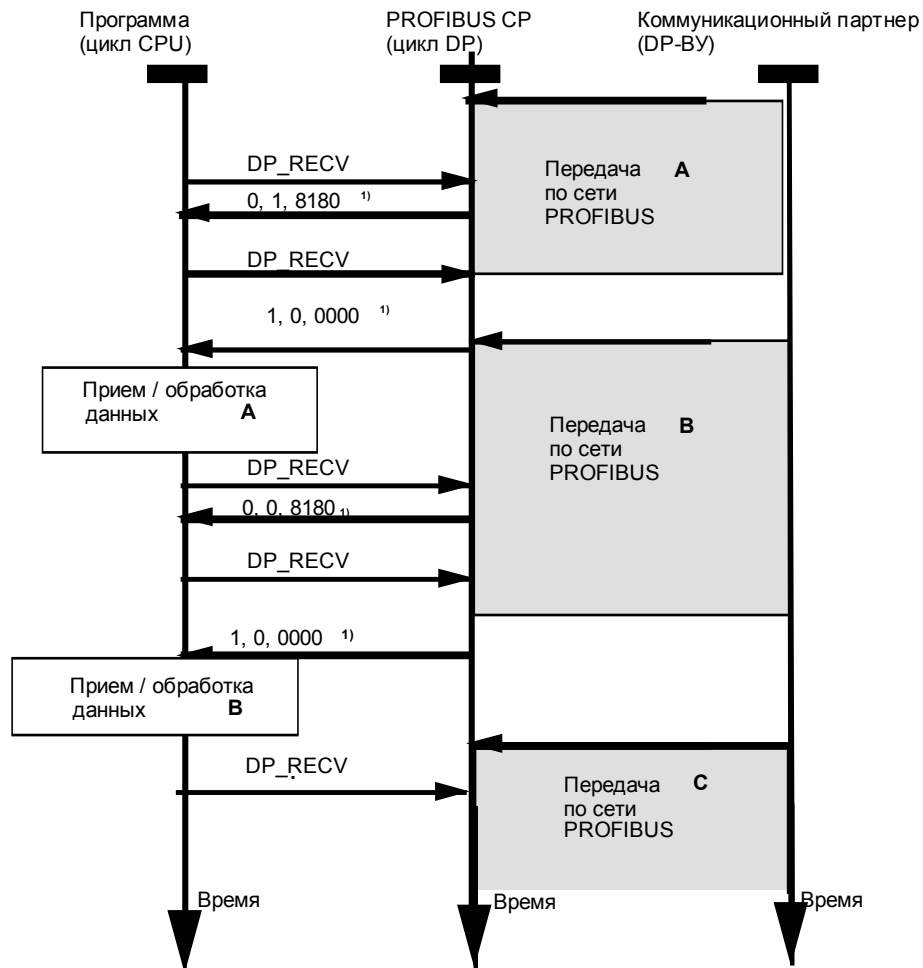 Программа
(цикл CPU)
PROFIBUS CP
(цикл DP)
Коммуникационный партнер
(DP-ВУ)
DP_RECV
Передача A
по сети
PROFIBUS
0, 1, 8180 1)
DP_RECV
1, 0, 0000 1)
Прием / обработка
данных A
Передача B
по сети
PROFIBUS
DP_RECV
0, 0, 8180 1)
DP_RECV
1, 0, 0000 1)
Прием / обработка
данных B
DP_RECV
Передача C
по сети
PROFIBUS
Время
Время
Время